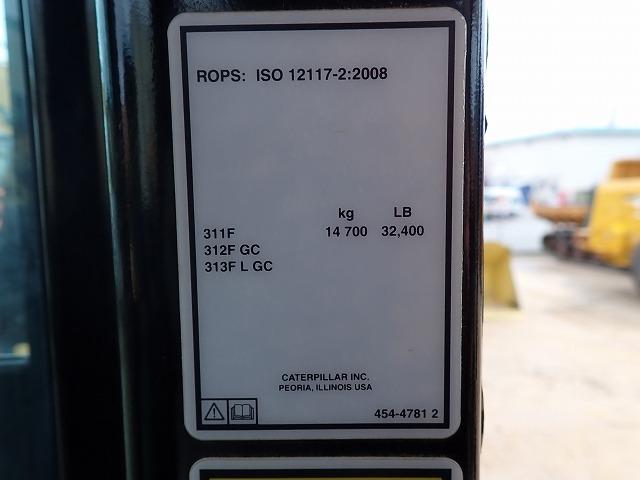 ROPS: ISO 12117-2:2008
kg LB
311F 14 700 32,400
312F GC
313F L GC
CATERPILLAR INC.
PEORIA, ILLINOIS USA
454-4781 2